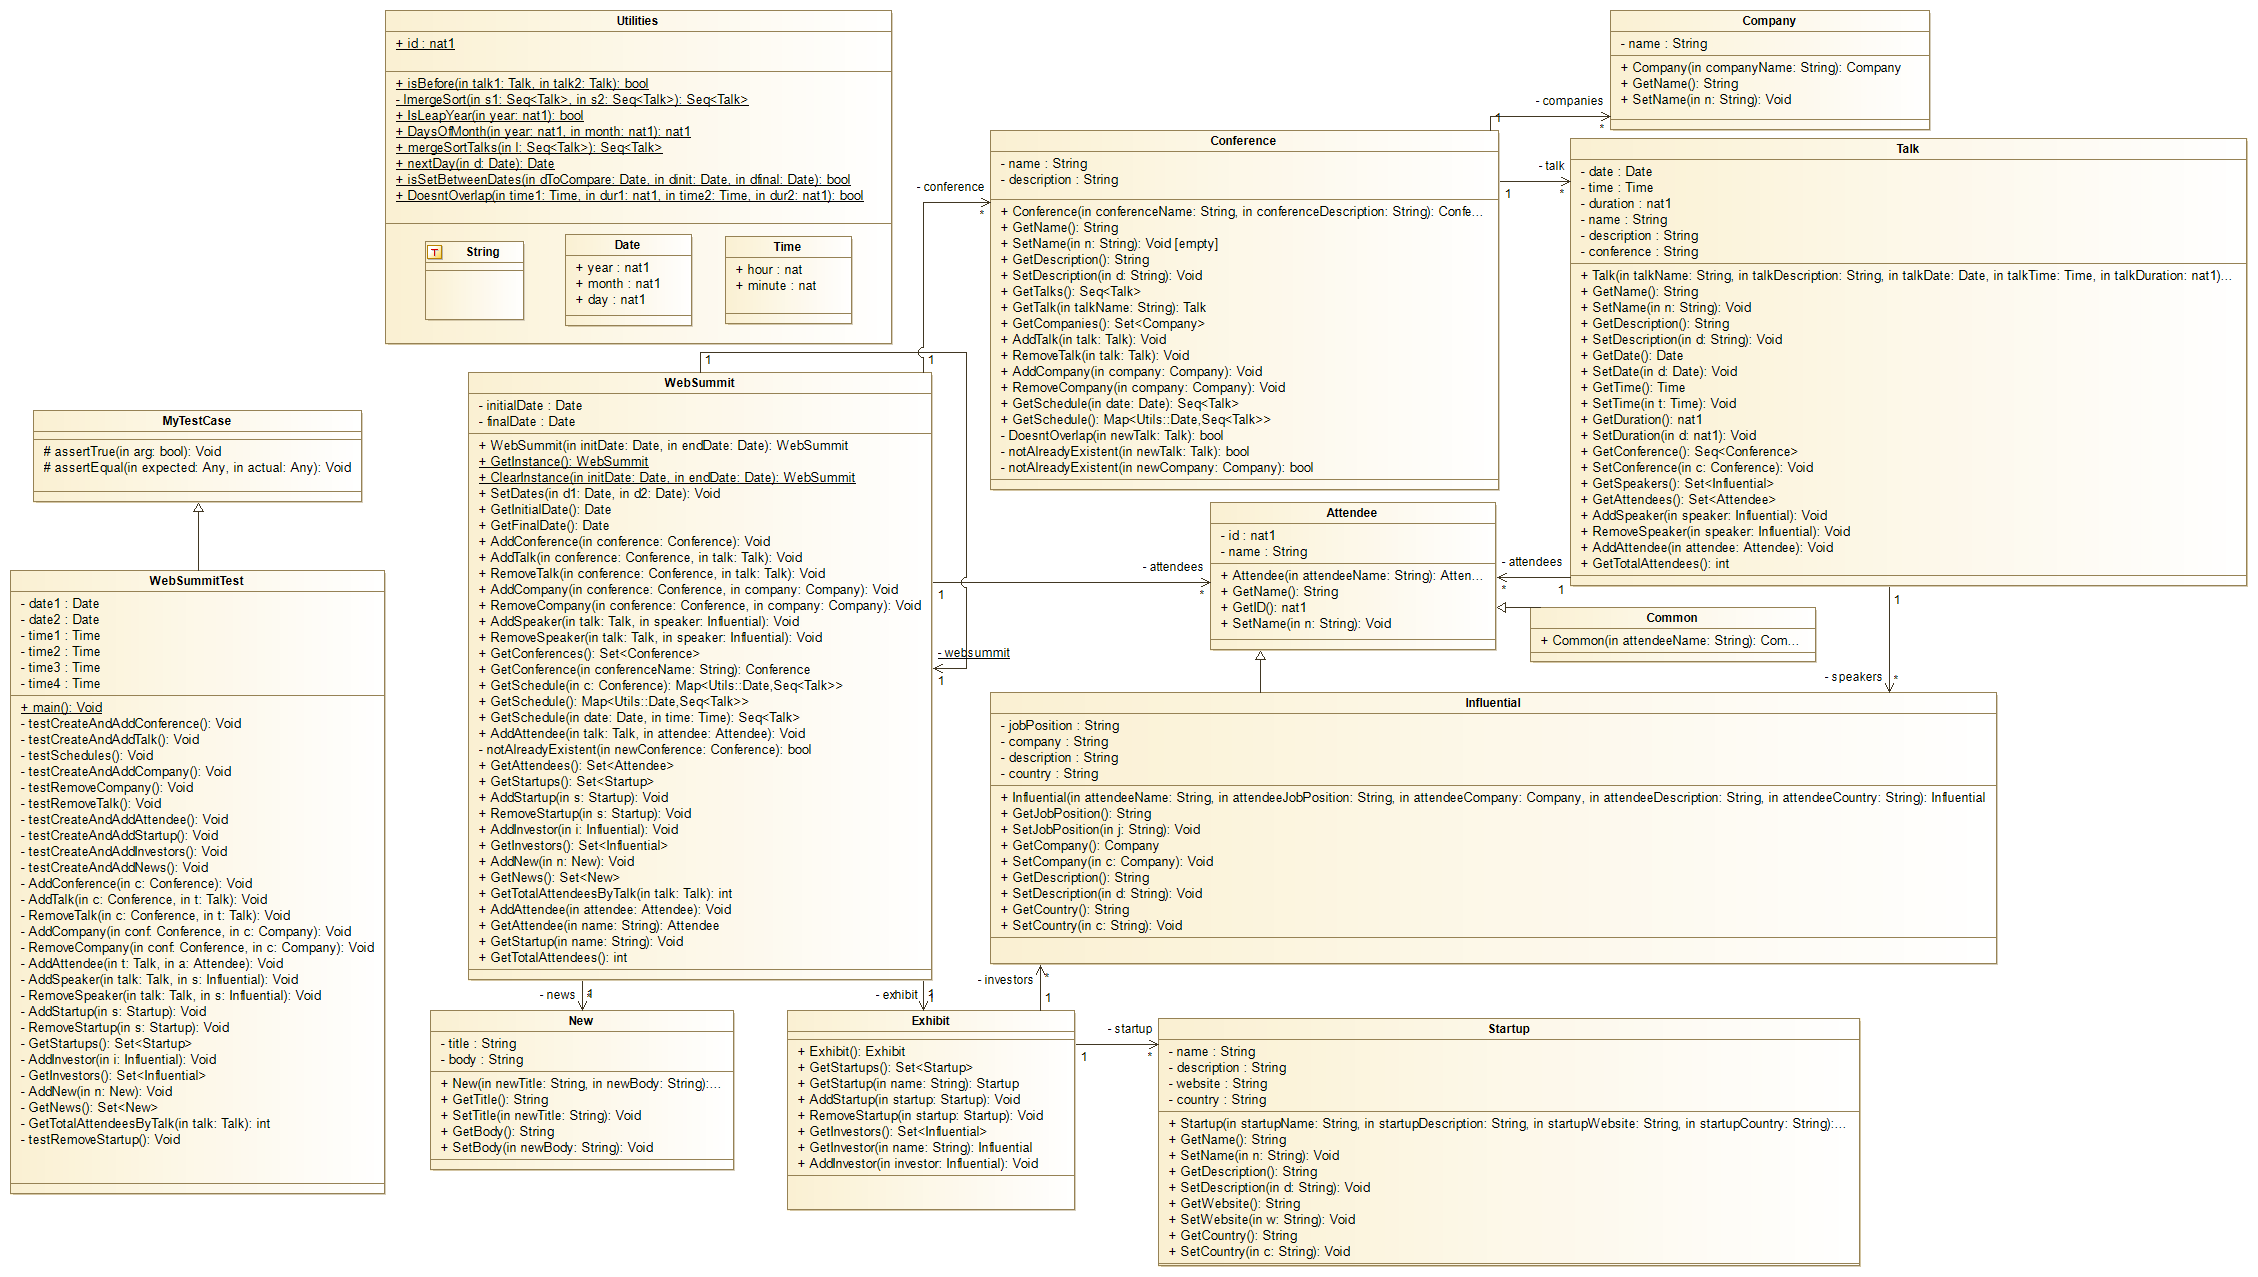 Utilities
+ id : nat1
+ isBefore(in talk1: Talk, in talk2: Talk): bool
- lmergeSort(in s1: Seq<Talk>, in s2: Seq<Talk>): Seq<Talk>
+ IsLeapYear(in year: nat1): bool
+ DaysOfMonth(in year: nat1, in month: nat1): nat1
+ mergeSortTalks(in l: Seq<Talk>): Seq<Talk>
+ nextDay(in d: Date): Date
+ isSetBetweenDates(in dToCompare: Date, in dinit: Date, in dfinal: Date): bool
+ DoesntOverlap(in time1: Time, in dur1: nat1, in time2: Time, in dur2: nat1): bool
T String
Date
+ year : nat1
+ month : nat1
+ day : nat1
Time
+ hour : nat
+ minute : nat
Company
- name : String
+ Company(in companyName: String): Company
+ GetName(): String
+ SetName(in n: String): Void
- companies
1
*
Conference
- name : String
- description : String
+ Conference(in conferenceName: String, in conferenceDescription: String): Confe...
+ GetName(): String
+ SetName(in n: String): Void [empty]
+ GetDescription(): String
+ SetDescription(in d: String): Void
+ GetTalks(): Seq<Talk>
+ GetTalk(in talkName: String): Talk
+ GetCompanies(): Set<Company>
+ AddTalk(in talk: Talk): Void
+ RemoveTalk(in talk: Talk): Void
+ AddCompany(in company: Company): Void
+ RemoveCompany(in company: Company): Void
+ GetSchedule(in date: Date): Seq<Talk>
+ GetSchedule(): Map<Utils::Date,Seq<Talk>>
- DoesntOverlap(in newTalk: Talk): bool
- notAlreadyExistent(in newTalk: Talk): bool
- notAlreadyExistent(in newCompany: Company): bool
- conference
*
1
- talk
1
*
Talk
- date : Date
- time : Time
- duration : nat1
- name : String
- description : String
- conference : String
+ Talk(in talkName: String, in talkDescription: String, in talkDate: Date, in talkTime: Time, in talkDuration: nat1)...
+ GetName(): String
+ SetName(in n: String): Void
+ GetDescription(): String
+ SetDescription(in d: String): Void
+ GetDate(): Date
+ SetDate(in d: Date): Void
+ GetTime(): Time
+ SetTime(in t: Time): Void
+ GetDuration(): nat1
+ SetDuration(in d: nat1): Void
+ GetConference(): Seq<Conference>
+ SetConference(in c: Conference): Void
+ GetSpeakers(): Set<Influential>
+ GetAttendees(): Set<Attendee>
+ AddSpeaker(in speaker: Influential): Void
+ RemoveSpeaker(in speaker: Influential): Void
+ AddAttendee(in attendee: Attendee): Void
+ GetTotalAttendees(): int
MyTestCase
# assertTrue(in arg: bool): Void
# assertEqual(in expected: Any, in actual: Any): Void
WebSummitTest
- date1 : Date
- date2 : Date
- time1 : Time
- time2 : Time
- time3 : Time
- time4 : Time
+ main(): Void
- testCreateAndAddConference(): Void
- testCreateAndAddTalk(): Void
- testSchedules(): Void
- testCreateAndAddCompany(): Void
- testRemoveCompany(): Void
- testRemoveTalk(): Void
- testCreateAndAddAttendee(): Void
- testCreateAndAddStartup(): Void
- testCreateAndAddInvestors(): Void
- testCreateAndAddNews(): Void
- AddConference(in c: Conference): Void
- AddTalk(in c: Conference, in t: Talk): Void
- RemoveTalk(in c: Conference, in t: Talk): Void
- AddCompany(in conf: Conference, in c: Company): Void
- RemoveCompany(in conf: Conference, in c: Company): Void
- AddAttendee(in t: Talk, in a: Attendee): Void
- AddSpeaker(in talk: Talk, in s: Influential): Void
- RemoveSpeaker(in talk: Talk, in s: Influential): Void
- AddStartup(in s: Startup): Void
- RemoveStartup(in s: Startup): Void
- GetStartups(): Set<Startup>
- AddInvestor(in i: Influential): Void
- GetInvestors(): Set<Influential>
- AddNew(in n: New): Void
- GetNews(): Set<New>
- GetTotalAttendeesByTalk(in talk: Talk): int
- testRemoveStartup(): Void
1
WebSummit
- initialDate : Date
- finalDate : Date
+ WebSummit(in initDate: Date, in endDate: Date): WebSummit
+ GetInstance(): WebSummit
+ ClearInstance(in initDate: Date, in endDate: Date): WebSummit
+ SetDates(in d1: Date, in d2: Date): Void
+ GetInitialDate(): Date
+ GetFinalDate(): Date
+ AddConference(in conference: Conference): Void
+ AddTalk(in conference: Conference, in talk: Talk): Void
+ RemoveTalk(in conference: Conference, in talk: Talk): Void
+ AddCompany(in conference: Conference, in company: Company): Void
+ RemoveCompany(in conference: Conference, in company: Company): Void
+ AddSpeaker(in talk: Talk, in speaker: Influential): Void
+ RemoveSpeaker(in talk: Talk, in speaker: Influential): Void
+ GetConferences(): Set<Conference>
+ GetConference(in conferenceName: String): Conference
+ GetSchedule(in c: Conference): Map<Utils::Date,Seq<Talk>>
+ GetSchedule(): Map<Utils::Date,Seq<Talk>>
+ GetSchedule(in date: Date, in time: Time): Seq<Talk>
+ AddAttendee(in talk: Talk, in attendee: Attendee): Void
- notAlreadyExistent(in newConference: Conference): bool
+ GetAttendees(): Set<Attendee>
+ GetStartups(): Set<Startup>
+ AddStartup(in s: Startup): Void
+ RemoveStartup(in s: Startup): Void
+ AddInvestor(in i: Influential): Void
+ GetInvestors(): Set<Influential>
+ AddNew(in n: New): Void
+ GetNews(): Set<New>
+ GetTotalAttendeesByTalk(in talk: Talk): int
+ AddAttendee(in attendee: Attendee): Void
+ GetAttendee(in name: String): Attendee
+ GetStartup(in name: String): Void
+ GetTotalAttendees(): int
- websummit
1
- attendees
1
*
Attendee
- id : nat1
- name : String
+ Attendee(in attendeeName: String): Atten...
+ GetName(): String
+ GetID(): nat1
+ SetName(in n: String): Void
- attendees
*
1
Common
+ Common(in attendeeName: String): Com...
1
- speakers
*
Influential
- jobPosition : String
- company : String
- description : String
- country : String
+ Influential(in attendeeName: String, in attendeeJobPosition: String, in attendeeCompany: Company, in attendeeDescription: String, in attendeeCountry: String): Influential
+ GetJobPosition(): String
+ SetJobPosition(in j: String): Void
+ GetCompany(): Company
+ SetCompany(in c: Company): Void
+ GetDescription(): String
+ SetDescription(in d: String): Void
+ GetCountry(): String
+ SetCountry(in c: String): Void
- news
1
- exhibit
1
- investors
*
1
New
- title : String
- body : String
+ New(in newTitle: String, in newBody: String):...
+ GetTitle(): String
+ SetTitle(in newTitle: String): Void
+ GetBody(): String
+ SetBody(in newBody: String): Void
Exhibit
+ Exhibit(): Exhibit
+ GetStartups(): Set<Startup>
+ GetStartup(in name: String): Startup
+ AddStartup(in startup: Startup): Void
+ RemoveStartup(in startup: Startup): Void
+ GetInvestors(): Set<Influential>
+ GetInvestor(in name: String): Influential
+ AddInvestor(in investor: Influential): Void
- startup
1
*
Startup
- name : String
- description : String
- website : String
- country : String
+ Startup(in startupName: String, in startupDescription: String, in startupWebsite: String, in startupCountry: String):...
+ GetName(): String
+ SetName(in n: String): Void
+ GetDescription(): String
+ SetDescription(in d: String): Void
+ GetWebsite(): String
+ SetWebsite(in w: String): Void
+ GetCountry(): String
+ SetCountry(in c: String): Void